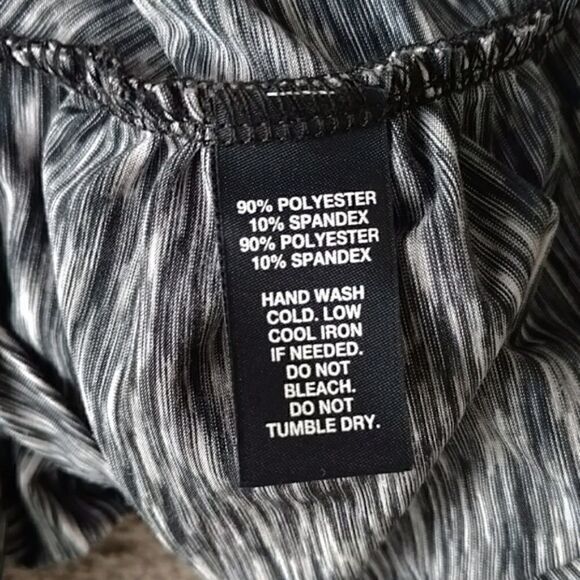 90% POLYESTER
10% SPANDEX
90% POLYESTER
10% SPANDEX
HAND WASH
COLD. LOW
COOL IRON
IF NEEDED.
DO NOT
BLEACH.
DO NOT
TUMBLE DRY.